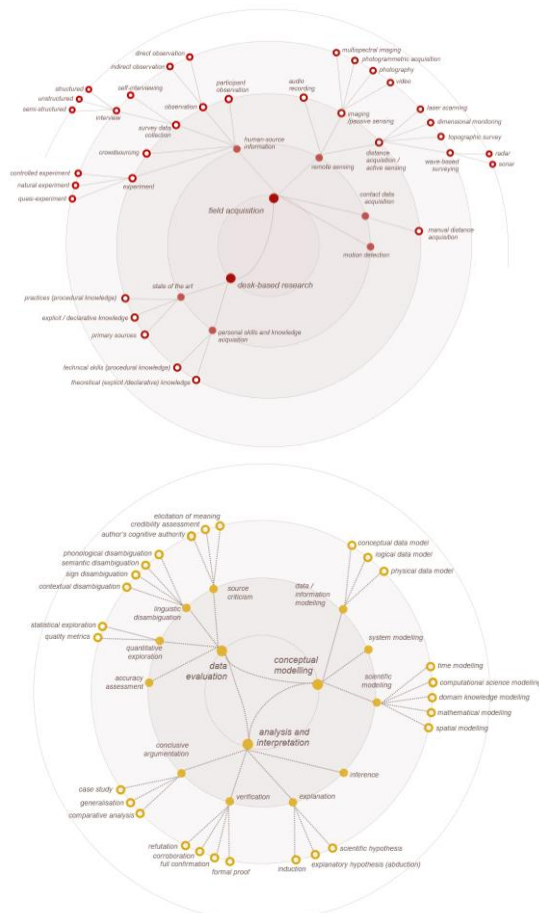 direct observation
indirect observation
self-interviewing
structured
unstructured
semi-structured
interview
participant
observation
observation
survey data
collection
crowdsourcing
human-source
information
controlled experiment
natural experiment
quasi-experiment
experiment
multispectral imaging
photogrammetric acquisition
photography
video
audio
recording
imaging
/passive sensing
laser scanning
dimensional monitoring
topographic survey
radar
sonar
wave-based
surveying
distance
acquisition /
active sensing
remote sensing
contact data
acquisition
manual distance
acquisition
motion detection
field acquisition
desk-based research
state of the art
practices (procedural knowledge)
explicit / declarative knowledge
primary sources
personal skills and knowledge
acquisition
technical skills (procedural knowledge)
theoretical (explicit /declarative) knowledge
elicitation of meaning
credibility assessment
author's cognitive authority
phonological disambiguation
semantic disambiguation
sign disambiguation
contextual disambiguation
source
criticism
linguistic
disambiguation
statistical exploration
quality metrics
quantitative
exploration
accuracy
assessment
data
evaluation
conceptual data model
logical data model
physical data model
data /
information
modelling
system modelling
conceptual
modelling
scientific
modelling
time modelling
computational science modelling
domain knowledge modelling
mathematical modelling
spatial modelling
analysis and
interpretation
conclusive
argumentation
case study
generalisation
comparative analysis
verification
explanation
inference
refutation
corroboration
full confirmation
formal proof
scientific hypothesis
explanatory hypothesis (abduction)
induction